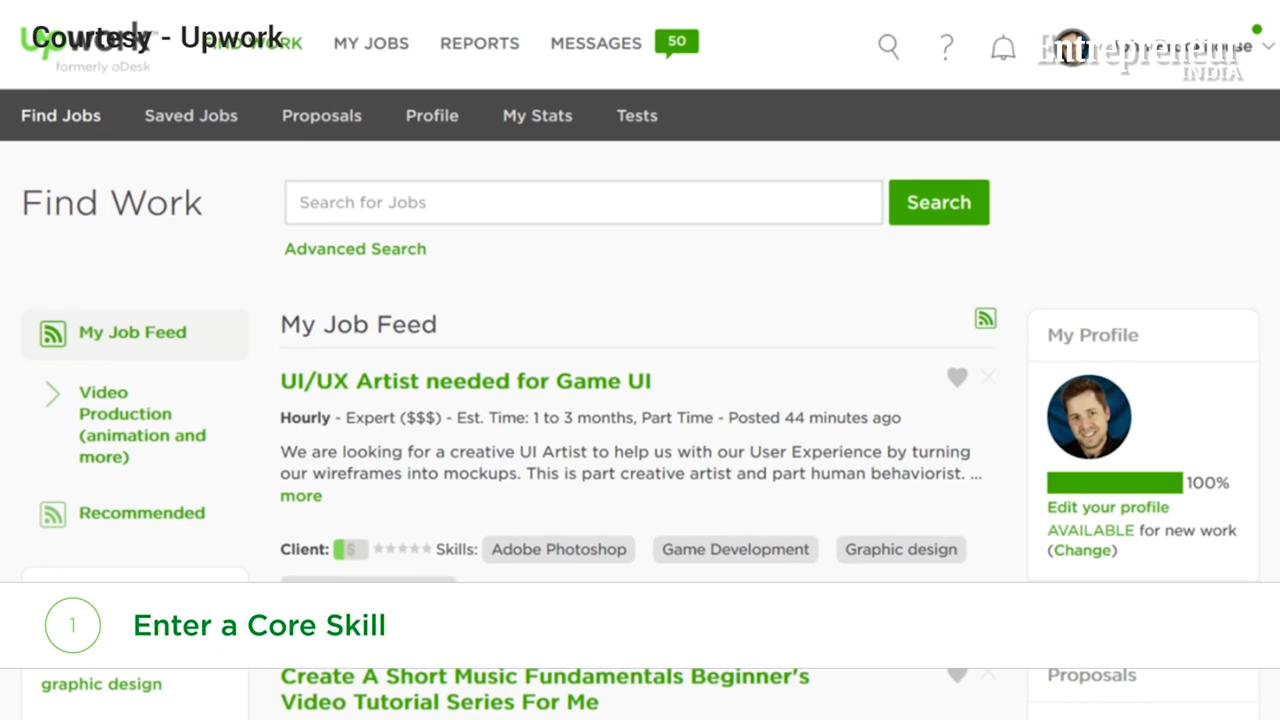 Courtesy - Upwork
upwork
formerly oDesk
FIND WORK
MY JOBS
REPORTS
MESSAGES
50
?
Entrepreneur
INDIA
Find Jobs
Saved Jobs
Proposals
Profile
My Stats
Tests
Find Work
Search for Jobs
Search
Advanced Search
My Job Feed
Video
Production
(animation and
more)
Recommended
My Job Feed
UI/UX Artist needed for Game UI
Hourly - Expert ($$$) - Est. Time: 1 to 3 months, Part Time - Posted 44 minutes ago
We are looking for a creative UI Artist to help us with our User Experience by turning
our wireframes into mockups. This is part creative artist and part human behaviorist. ...
more
Client: $ Skills: Adobe Photoshop Game Development Graphic design
My Profile
100%
Edit your profile
AVAILABLE for new work
(Change)
1 Enter a Core Skill
graphic design
Create A Short Music Fundamentals Beginner's
Video Tutorial Series For Me
Proposals